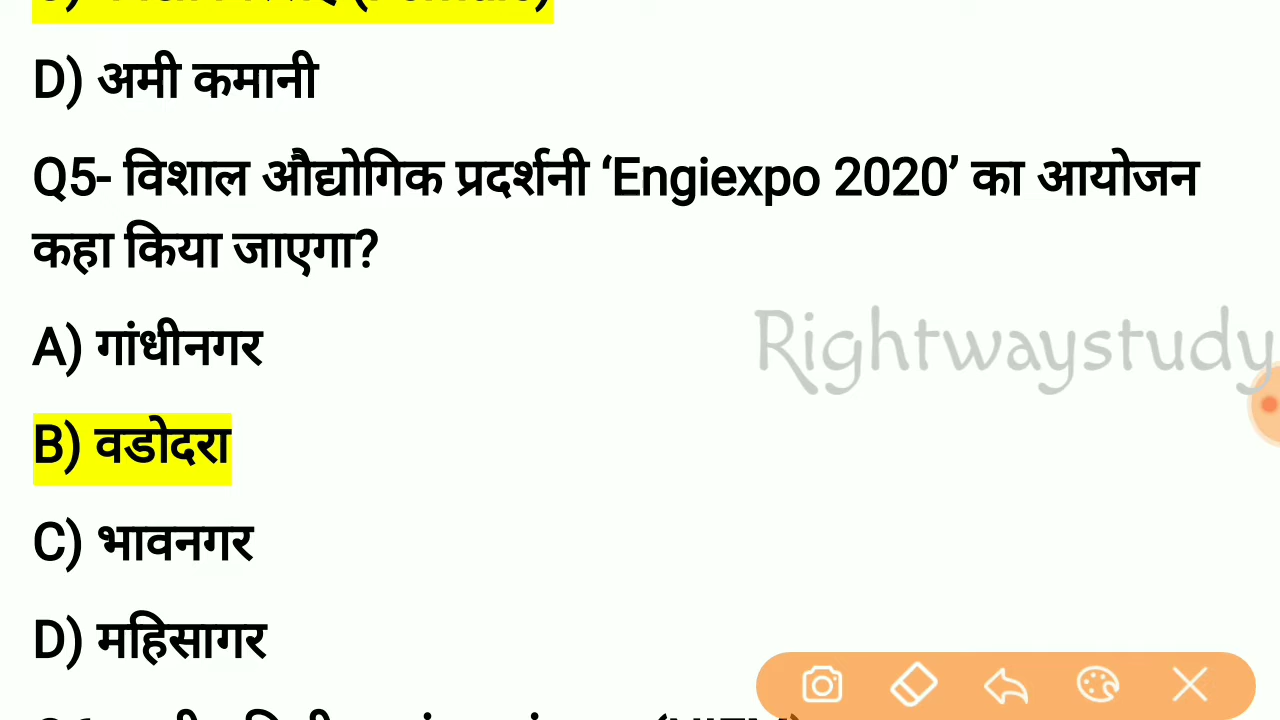 D) अमी कमानी
Q5- विशाल औद्योगिक प्रदर्शनी ‘Engiexpo 2020’ का आयोजन
कहा किया जाएगा?
A) गांधीनगर
Rightwaystudy
B) वडोदरा
C) भावनगर
D) महिसागर